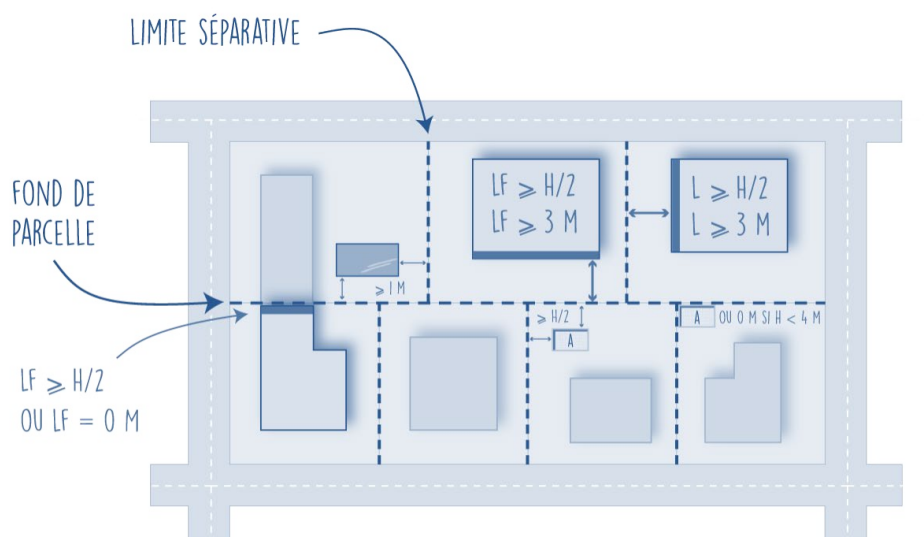 LIMITE SÉPARATIVE
FOND DE
PARCELLE
LF ⩾ H/2
LF ⩾ 3 M
L ⩾ H/2
L ⩾ 3 M
⩾ 1 M
⩾ H/2
A
A OU 0 M SI H < 4 M
LF ⩾ H/2
OU LF = 0 M